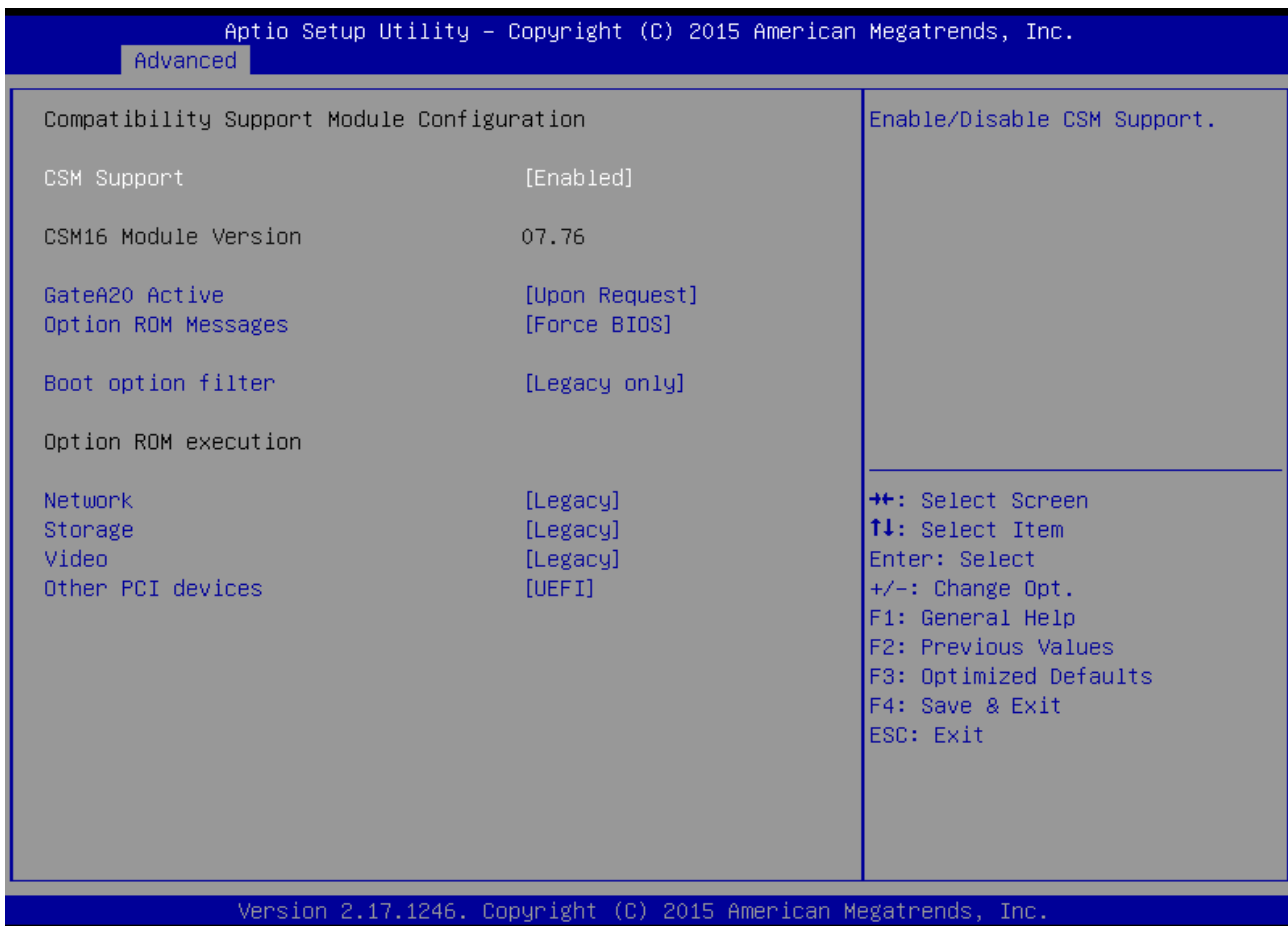 Aptio Setup Utility – Copyright (C) 2015 American Megatrends, Inc.
Advanced
Compatibility Support Module Configuration
CSM Support [Enabled]
CSM16 Module Version 07.76
GateA20 Active [Upon Request]
Option ROM Messages [Force BIOS]
Boot option filter [Legacy only]
Option ROM execution
Network [Legacy]
Storage [Legacy]
Video [Legacy]
Other PCI devices [UEFI]
Enable/Disable CSM Support.
→←: Select Screen
↑↓: Select Item
Enter: Select
+/-: Change Opt.
F1: General Help
F2: Previous Values
F3: Optimized Defaults
F4: Save & Exit
ESC: Exit
Version 2.17.1246. Copyright (C) 2015 American Megatrends, Inc.